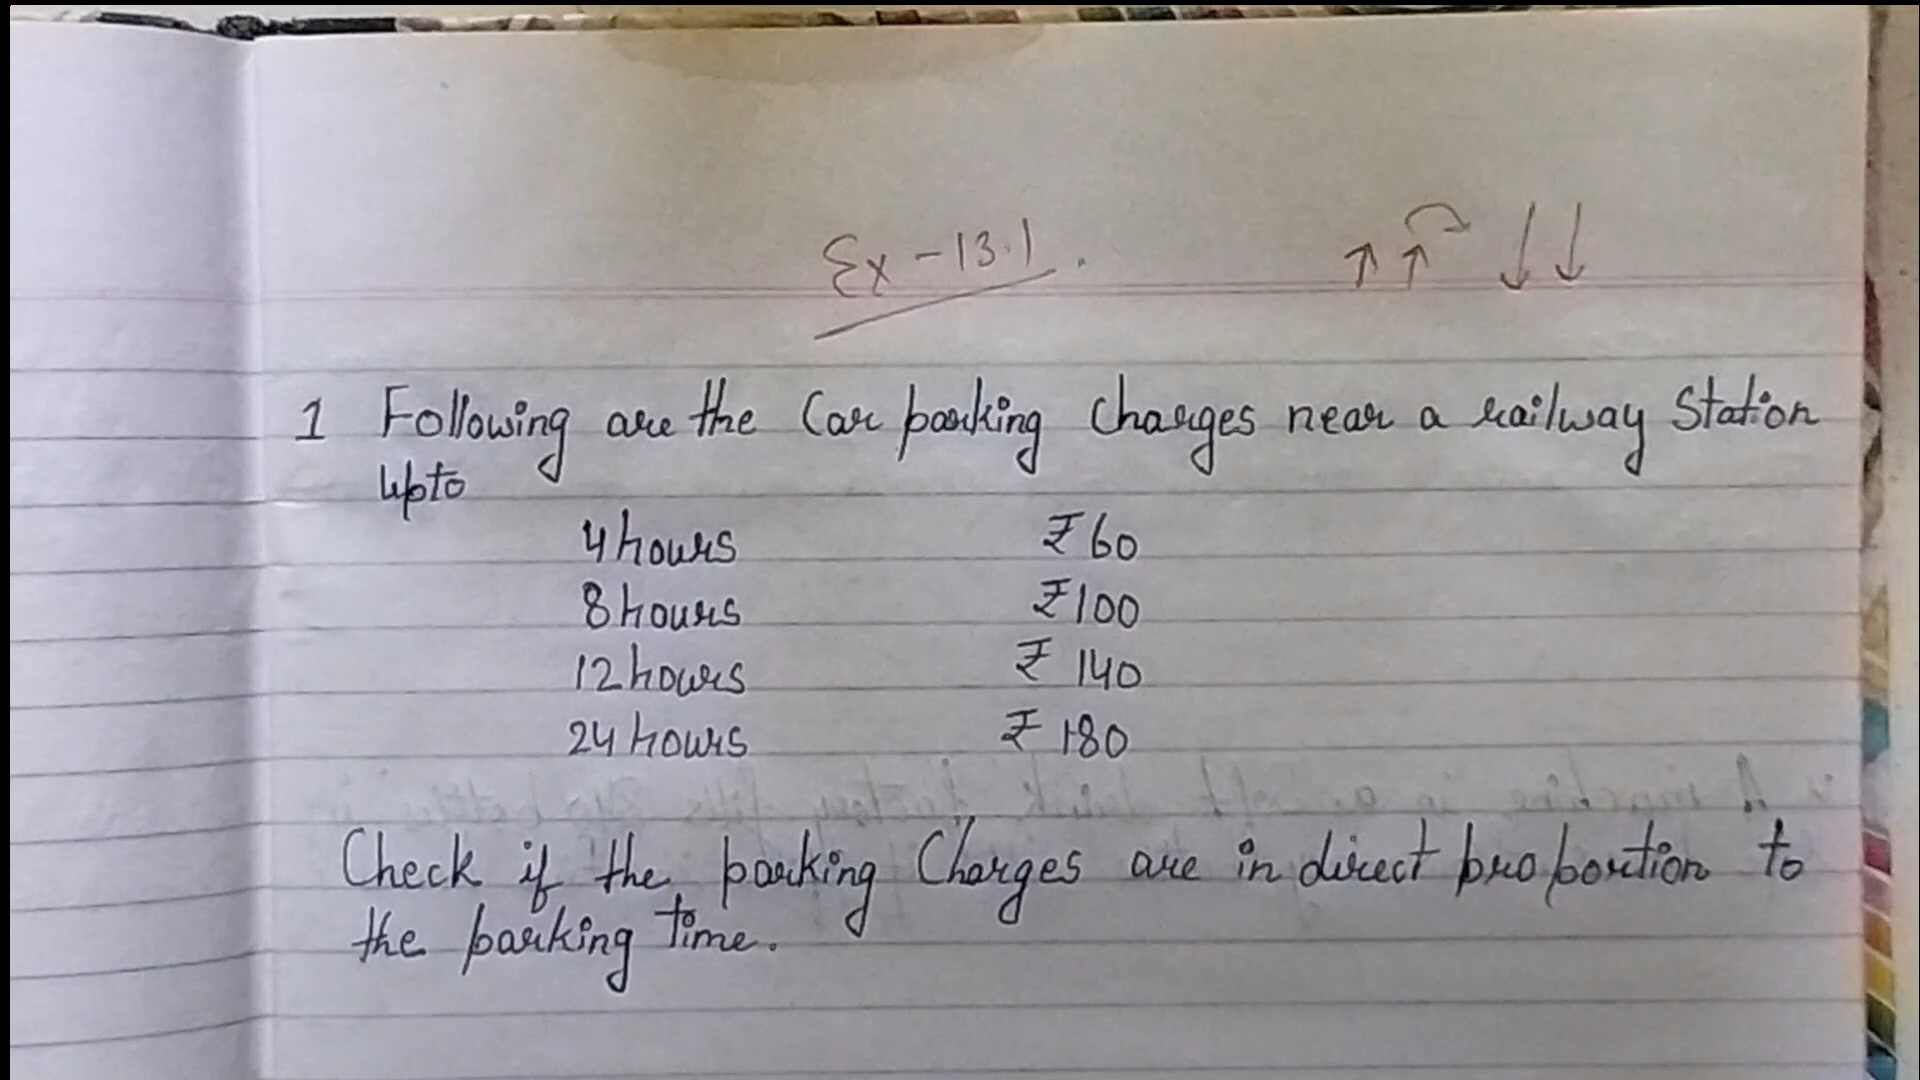 Ex-13.1.
1 Following are the Car parking Charges near a railway Station
upto
4 hours ₹60
8 hours ₹100
12 hours ₹ 140
24 hours ₹ 180
Check if the parking Charges are in direct proportion to
the parking Time.